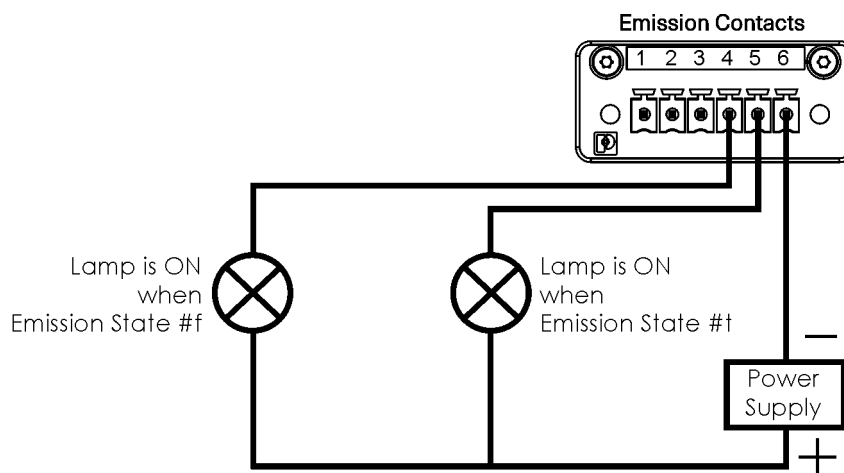 Emission Contacts
1 2 3 4 5 6
Lamp is ON
when
Emission State #f
Lamp is ON
when
Emission State #t
−
Power
Supply
+